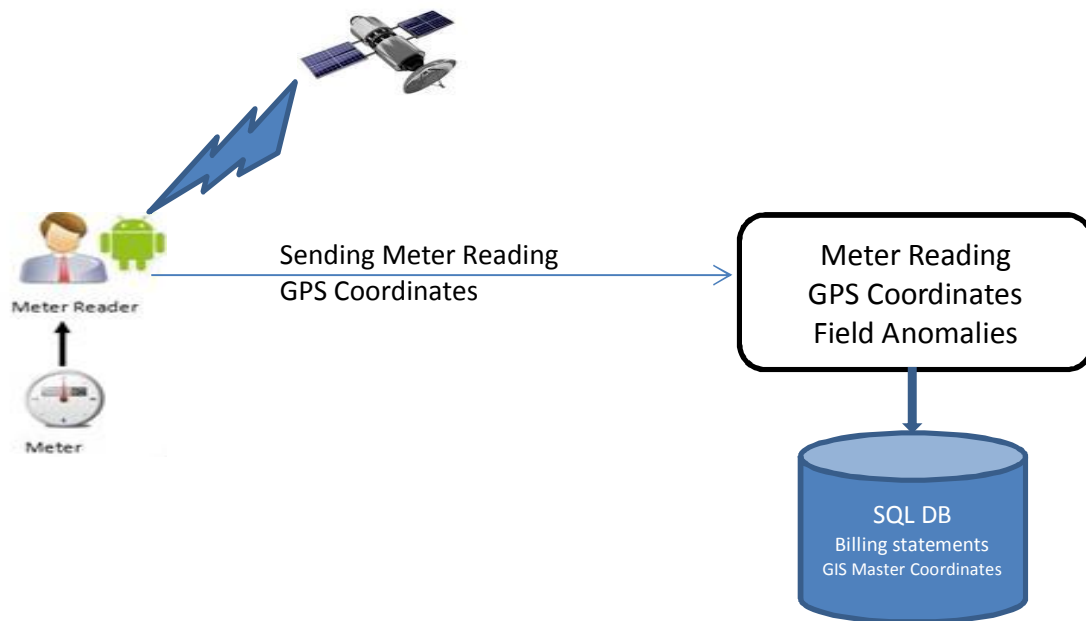 Sending Meter Reading
GPS Coordinates
Meter Reader
Meter
Meter Reading
GPS Coordinates
Field Anomalies
SQL DB
Billing statements
GIS Master Coordinates